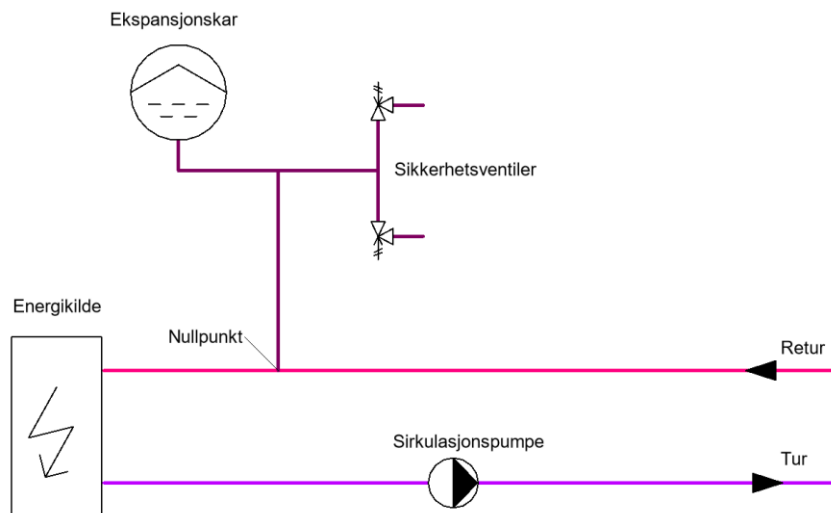 Ekspansjonskar
Sikkerhetsventiler
Energikilde
Nullpunkt
Retur
Sirkulasjonspumpe
Tur